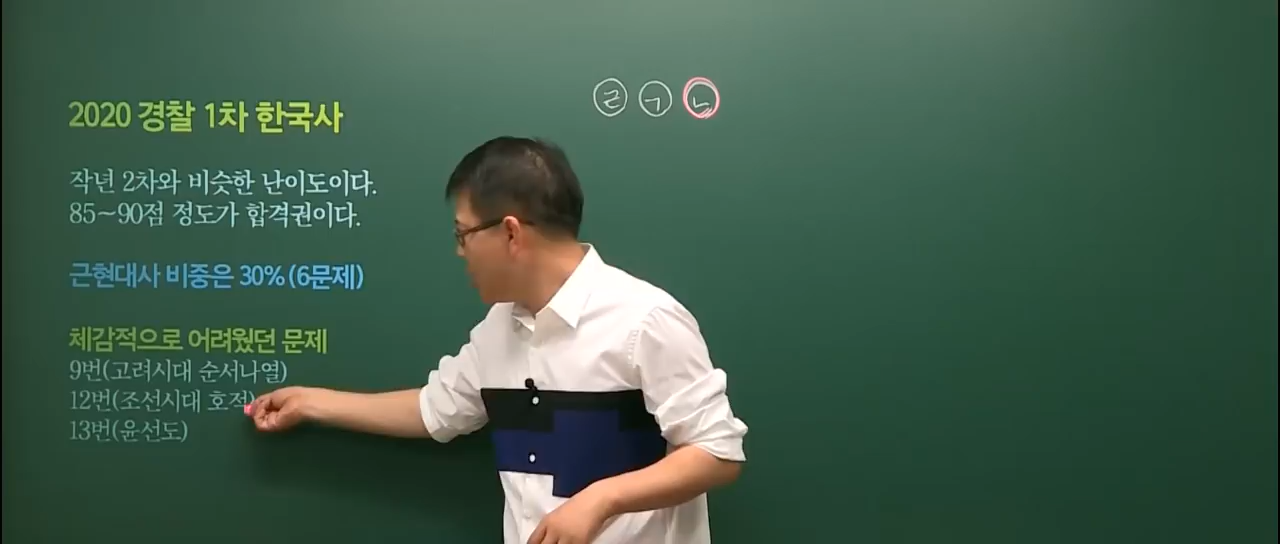 2020 경찰 1차 한국사
작년 2차와 비슷한 난이도이다.
85~90점 정도가 합격권이다.
근현대사 비중은 30% (6문제)
체감적으로 어려웠던 문제
9번(고려시대 순서나열)
12번(조선시대 호적)
13번(윤선도)
㉣ ㉠ ㉡